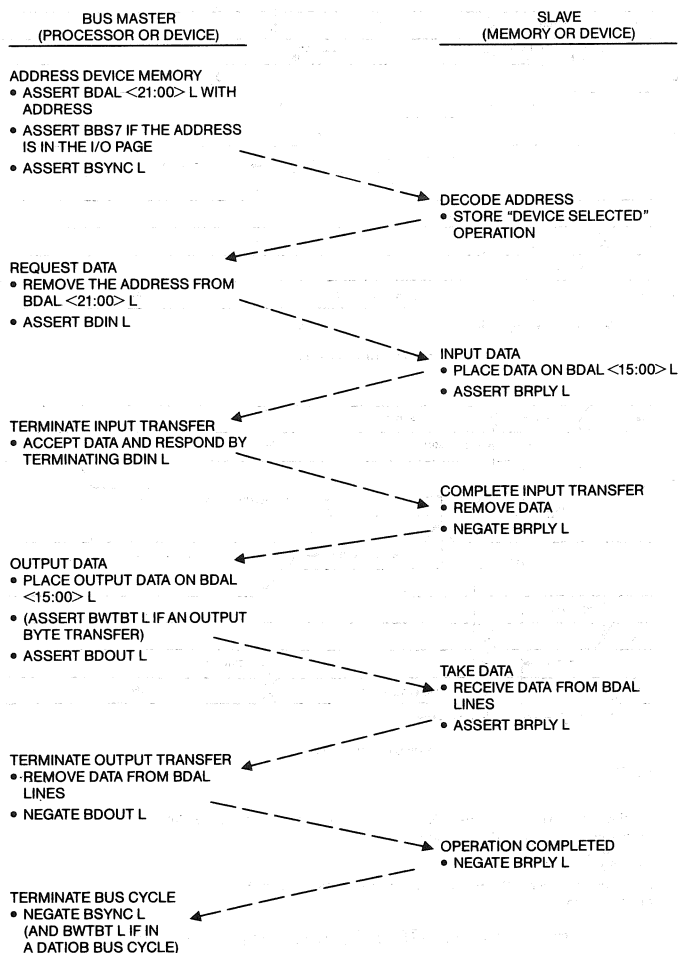 BUS MASTER
(PROCESSOR OR DEVICE)
SLAVE
(MEMORY OR DEVICE)
ADDRESS DEVICE MEMORY
• ASSERT BDAL <21:00> L WITH
ADDRESS
• ASSERT BBS7 IF THE ADDRESS
IS IN THE I/O PAGE
• ASSERT BSYNC L
DECODE ADDRESS
• STORE “DEVICE SELECTED”
OPERATION
REQUEST DATA
• REMOVE THE ADDRESS FROM
BDAL <21:00> L
• ASSERT BDIN L
INPUT DATA
• PLACE DATA ON BDAL <15:00> L
• ASSERT BRPLY L
TERMINATE INPUT TRANSFER
• ACCEPT DATA AND RESPOND BY
TERMINATING BDIN L
COMPLETE INPUT TRANSFER
• REMOVE DATA
• NEGATE BRPLY L
OUTPUT DATA
• PLACE OUTPUT DATA ON BDAL
<15:00> L
• (ASSERT BWTBT L IF AN OUTPUT
BYTE TRANSFER)
• ASSERT BDOUT L
TAKE DATA
• RECEIVE DATA FROM BDAL
LINES
• ASSERT BRPLY L
TERMINATE OUTPUT TRANSFER
• REMOVE DATA FROM BDAL
LINES
• NEGATE BDOUT L
OPERATION COMPLETED
• NEGATE BRPLY L
TERMINATE BUS CYCLE
• NEGATE BSYNC L
(AND BWTBT L IF IN
A DATIOB BUS CYCLE)